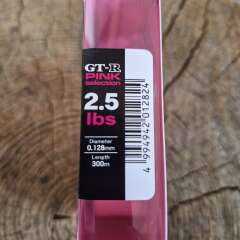 GT-R
PINK
selection
2.5
lbs
Diameter
0.128mm
Length
300m
4 994942 012824